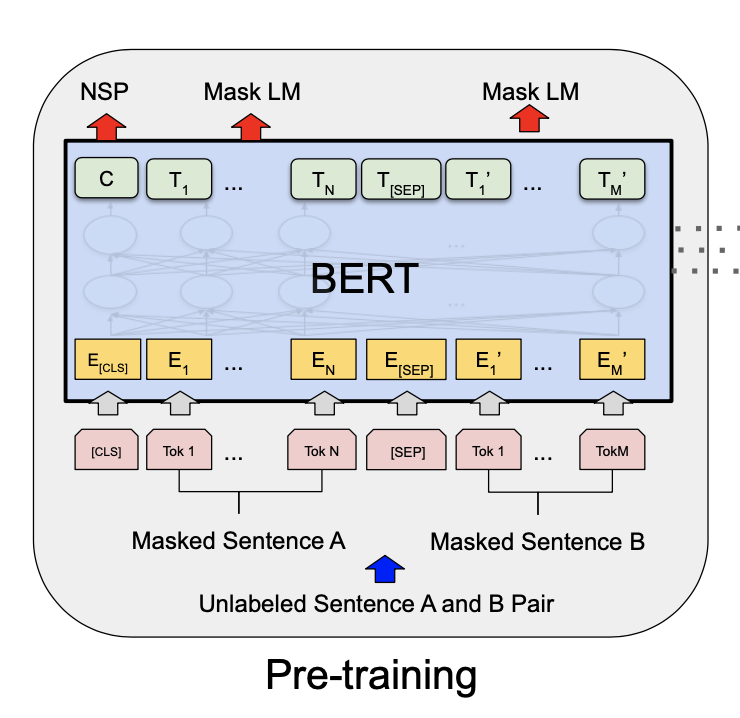 NSP Mask LM Mask LM
C T1 ... TN T[SEP] T1’ ... TM’
...
BERT
...
E[CLS] E1 ... EN E[SEP] E1’ ... EM’
[CLS] Tok 1 ... Tok N [SEP] Tok 1 ... TokM
Masked Sentence A Masked Sentence B
Unlabeled Sentence A and B Pair
Pre-training